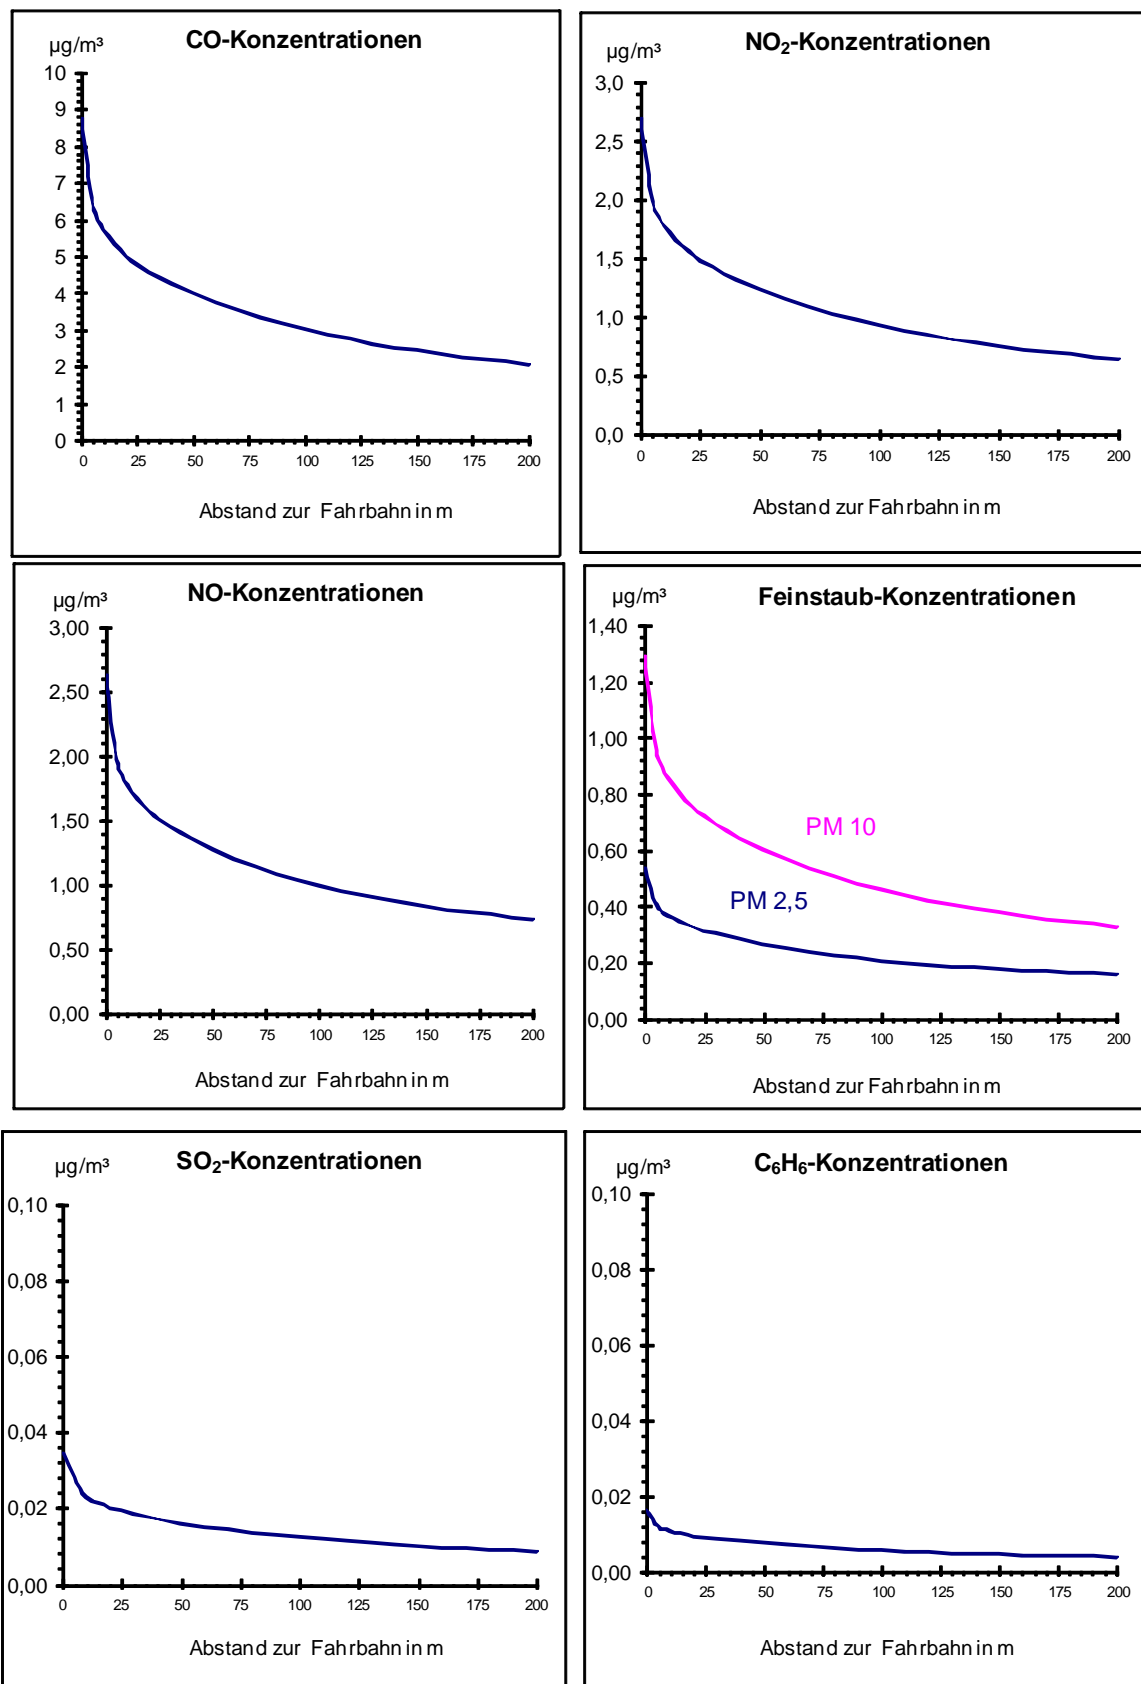 CO-Konzentrationen
µg/m³
10
9
8
7
6
5
4
3
2
1
0
0 25 50 75 100 125 150 175 200
Abstand zur Fahrbahn in m
NO₂-Konzentrationen
µg/m³
3,0
2,5
2,0
1,5
1,0
0,5
0,0
0 25 50 75 100 125 150 175 200
Abstand zur Fahrbahn in m
NO-Konzentrationen
µg/m³
3,00
2,50
2,00
1,50
1,00
0,50
0,00
0 25 50 75 100 125 150 175 200
Abstand zur Fahrbahn in m
Feinstaub-Konzentrationen
µg/m³
1,40
1,20
1,00
0,80
PM 10
0,60
PM 2,5
0,40
0,20
0,00
0 25 50 75 100 125 150 175 200
Abstand zur Fahrbahn in m
SO₂-Konzentrationen
µg/m³
0,10
0,08
0,06
0,04
0,02
0,00
0 25 50 75 100 125 150 175 200
Abstand zur Fahrbahn in m
C₆H₆-Konzentrationen
µg/m³
0,10
0,08
0,06
0,04
0,02
0,00
0 25 50 75 100 125 150 175 200
Abstand zur Fahrbahn in m